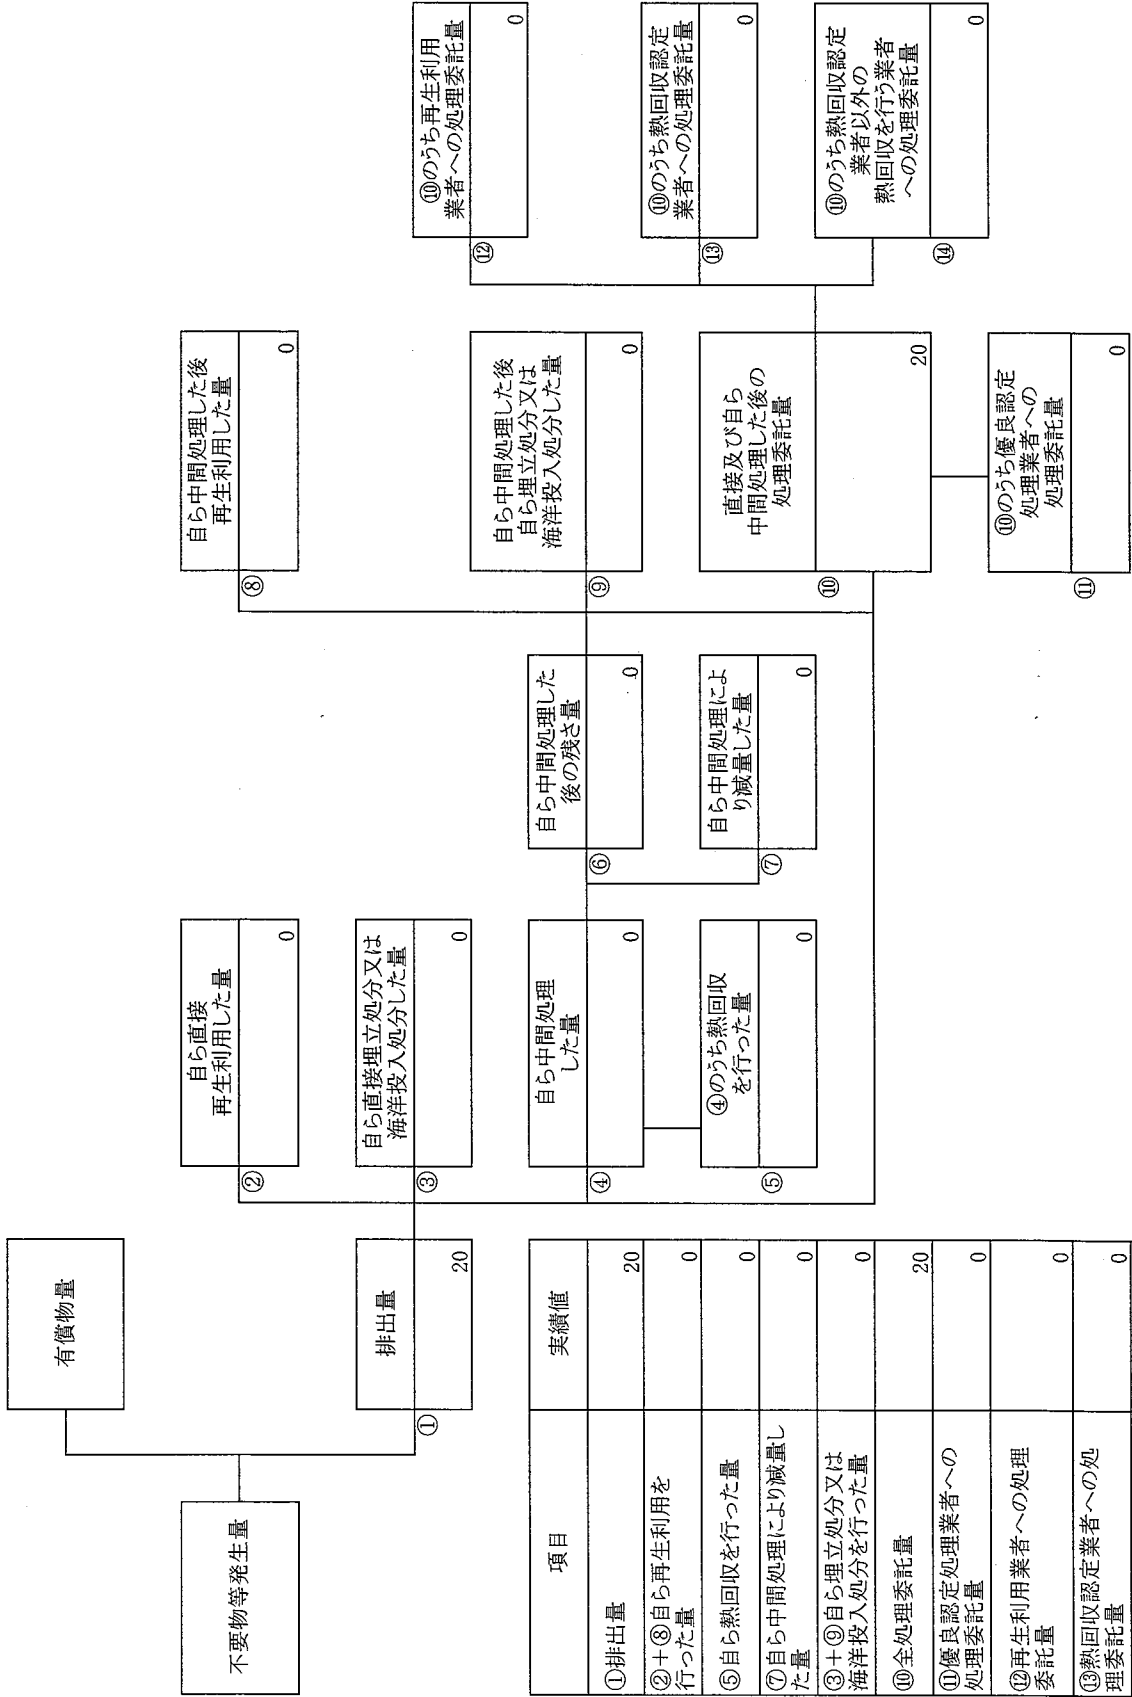 不要物等発生量
有償物量
①
排出量
20
②
自ら直接
再生利用した量
0
③
自ら直接埋立処分又は
海洋投入処分した量
0
④
自ら中間処理
した量
0
⑤
④のうち熱回収
を行った量
0
⑥
自ら中間処理した
後の残さ量
0
⑦
自ら中間処理によ
り減量した量
0
⑧
自ら中間処理した後
再生利用した量
0
⑨
自ら中間処理した後
自ら埋立処分又は
海洋投入処分した量
0
⑩
直接及び自ら
中間処理した後の
処理委託量
20
⑪
⑩のうち優良認定
処理業者への
処理委託量
0
⑫
⑩のうち再生利用
業者への処理委託量
0
⑬
⑩のうち熱回収認定
業者への処理委託量
0
⑭
⑩のうち熱回収認定
業者以外の
熱回収を行う業者
への処理委託量
0
項目 実績値
①排出量 20
②+⑧自ら再生利用を
行った量 0
⑤自ら熱回収を行った量 0
⑦自ら中間処理により減量し
た量 0
③+⑨自ら埋立処分又は
海洋投入処分を行った量 0
⑩全処理委託量 20
⑪優良認定処理業者への
処理委託量 0
⑫再生利用業者への処理
委託量 0
⑬熱回収認定業者への処
理委託量 0